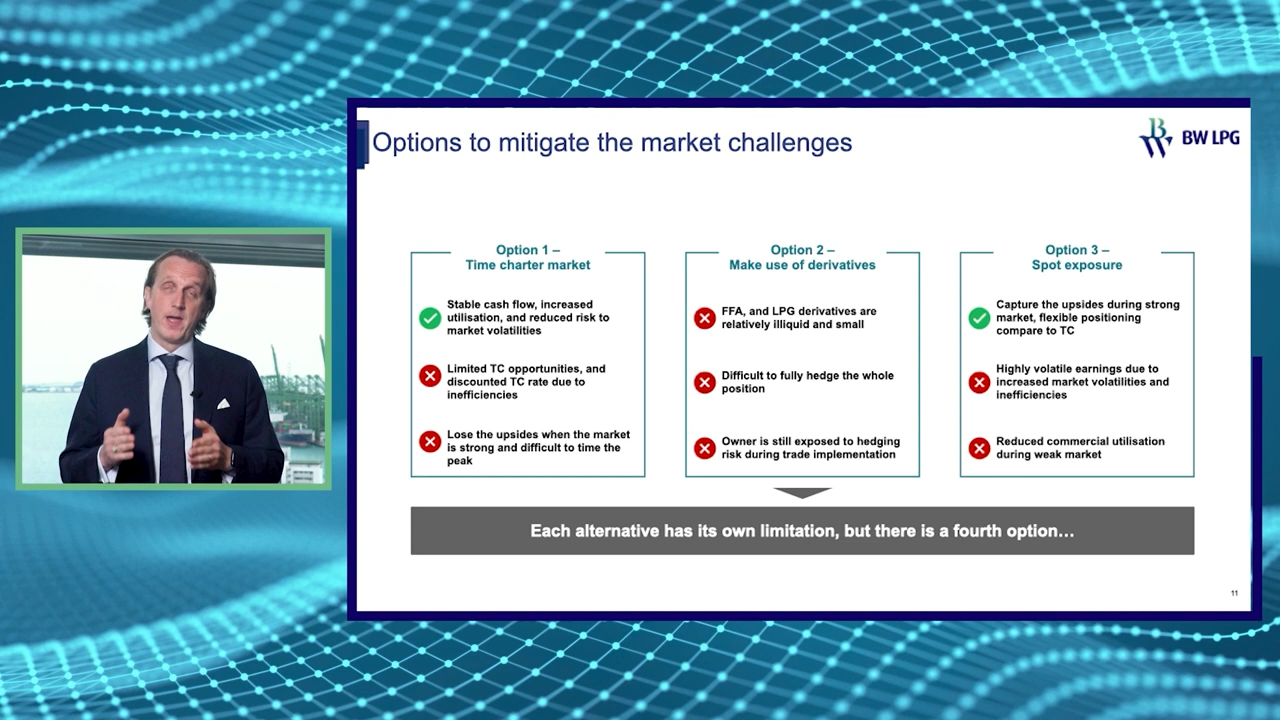 Options to mitigate the market challenges
BW LPG
Option 1 –
Time charter market
Stable cash flow, increased
utilisation, and reduced risk to
market volatilities
Limited TC opportunities, and
discounted TC rate due to
inefficiencies
Lose the upsides when the market
is strong and difficult to time the
peak
Option 2 –
Make use of derivatives
FFA, and LPG derivatives are
relatively illiquid and small
Difficult to fully hedge the whole
position
Owner is still exposed to hedging
risk during trade implementation
Option 3 –
Spot exposure
Capture the upsides during strong
market, flexible positioning
compare to TC
Highly volatile earnings due to
increased market volatilities and
inefficiencies
Reduced commercial utilisation
during weak market
Each alternative has its own limitation, but there is a fourth option...
11